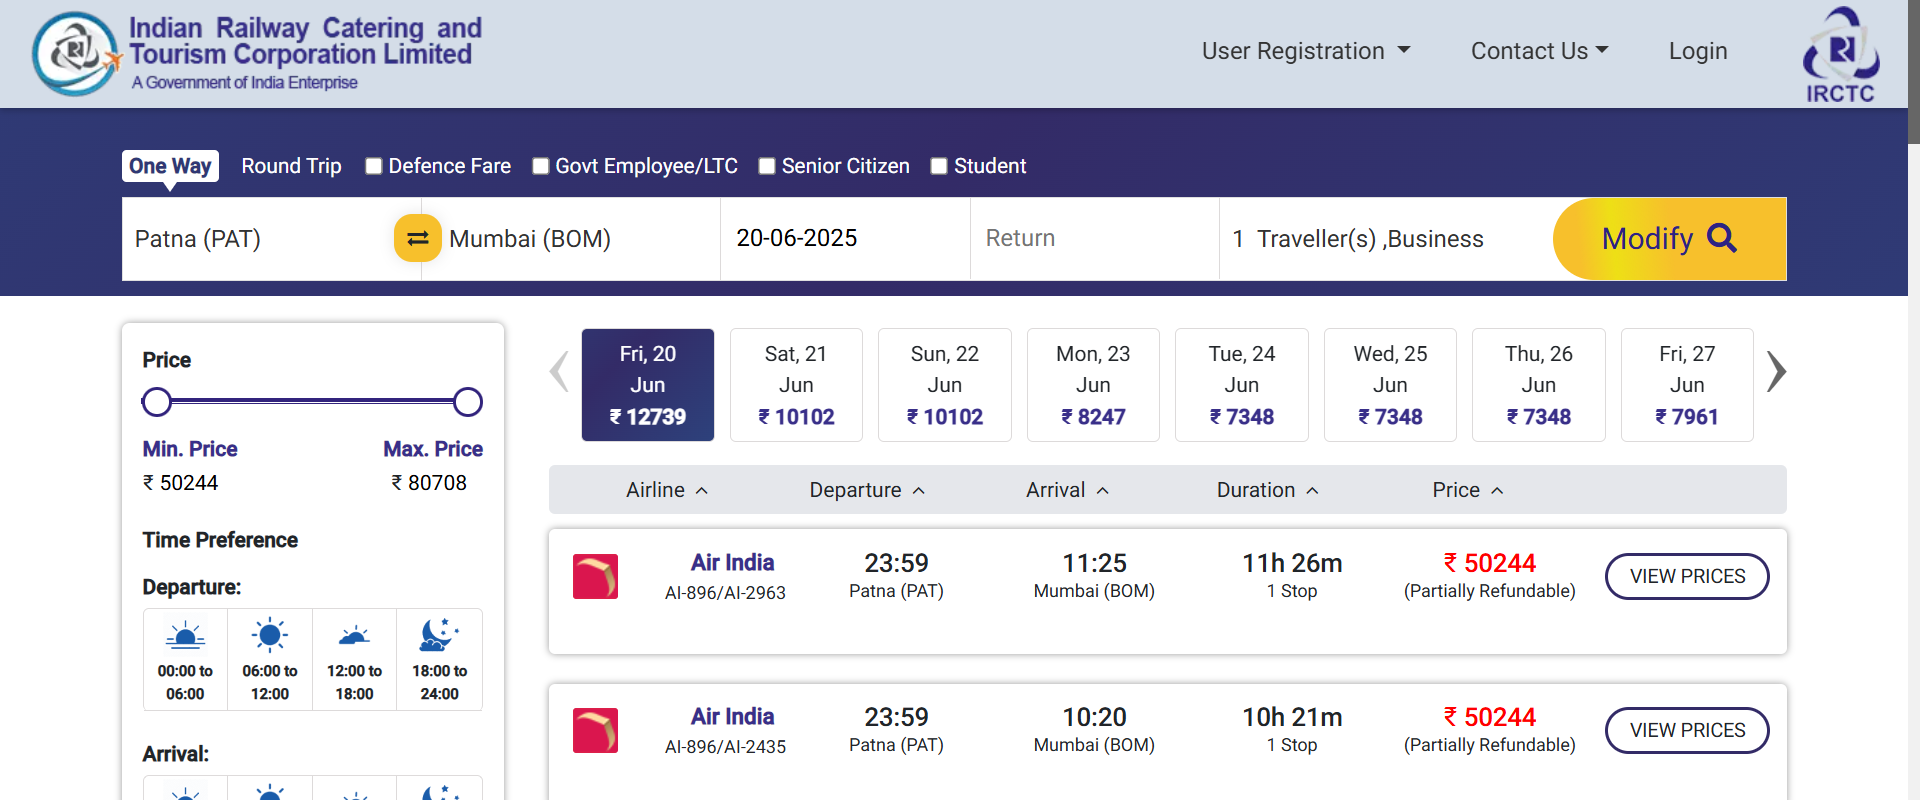 Indian Railway Catering and
Tourism Corporation Limited
A Government of India Enterprise
User Registration
Contact Us
Login
IRCTC
One Way
Round Trip
Defence Fare
Govt Employee/LTC
Senior Citizen
Student
Patna (PAT)
Mumbai (BOM)
20-06-2025
Return
1 Traveller(s) ,Business
Modify
Price
Min. Price
Max. Price
₹ 50244
₹ 80708
Time Preference
Departure:
00:00 to
06:00
06:00 to
12:00
12:00 to
18:00
18:00 to
24:00
Arrival:
Fri, 20
Jun
₹ 12739
Sat, 21
Jun
₹ 10102
Sun, 22
Jun
₹ 10102
Mon, 23
Jun
₹ 8247
Tue, 24
Jun
₹ 7348
Wed, 25
Jun
₹ 7348
Thu, 26
Jun
₹ 7348
Fri, 27
Jun
₹ 7961
Airline
Departure
Arrival
Duration
Price
Air India
AI-896/AI-2963
23:59
Patna (PAT)
11:25
Mumbai (BOM)
11h 26m
1 Stop
₹ 50244
(Partially Refundable)
VIEW PRICES
Air India
AI-896/AI-2435
23:59
Patna (PAT)
10:20
Mumbai (BOM)
10h 21m
1 Stop
₹ 50244
(Partially Refundable)
VIEW PRICES